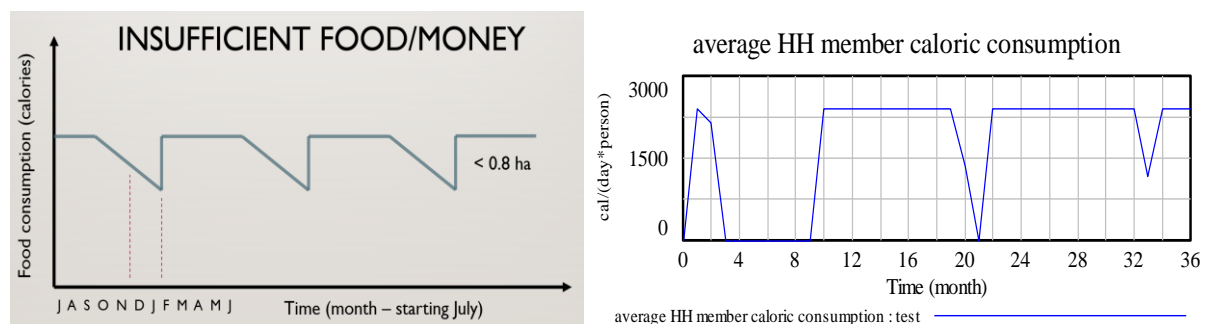 INSUFFICIENT FOOD/MONEY
Food consumption (calories)
< 0.8 ha
J A S O N D J F M A M J
Time (month – starting July)
average HH member caloric consumption
cal/(day*person)
3000
1500
0
0 4 8 12 16 20 24 28 32 36
Time (month)
average HH member caloric consumption : test